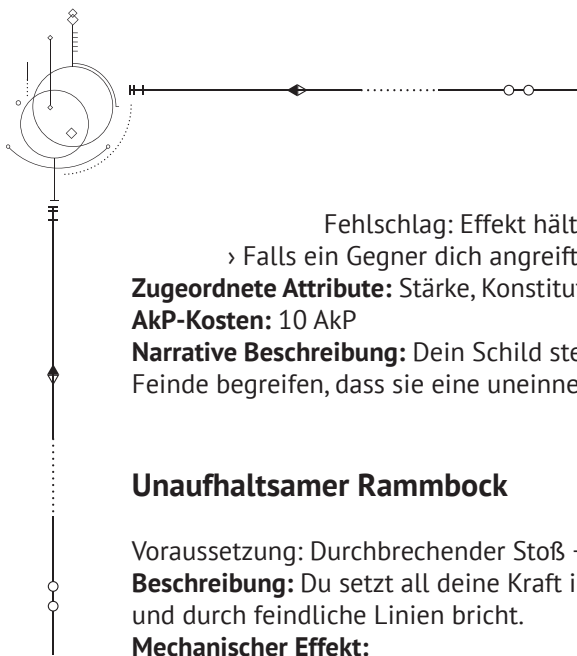 Fehlschlag: Effekt hält
› Falls ein Gegner dich angreift
Zugeordnete Attribute: Stärke, Konstitu
AkP-Kosten: 10 AkP
Narrative Beschreibung: Dein Schild ste
Feinde begreifen, dass sie eine uneinne
Unaufhaltsamer Rammbock
Voraussetzung: Durchbrechender Stoß
Beschreibung: Du setzt all deine Kraft i
und durch feindliche Linien bricht.
Mechanischer Effekt: